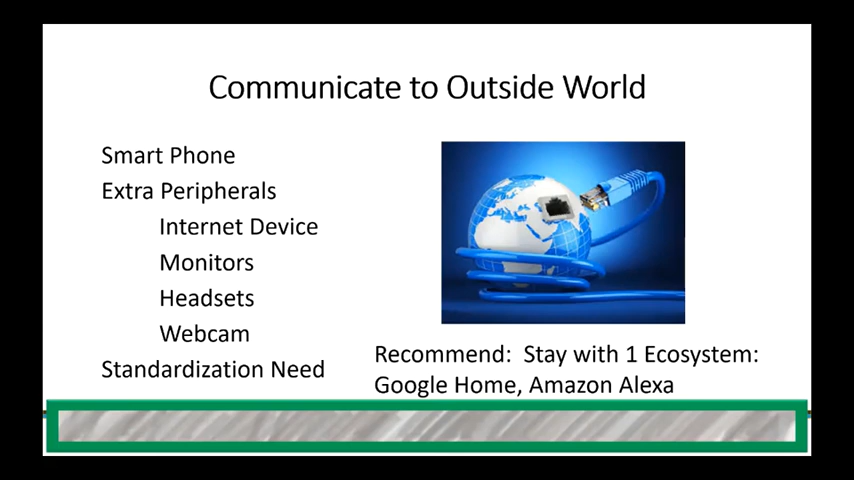 Communicate to Outside World
Smart Phone
Extra Peripherals
Internet Device
Monitors
Headsets
Webcam
Standardization Need
Recommend: Stay with 1 Ecosystem:
Google Home, Amazon Alexa